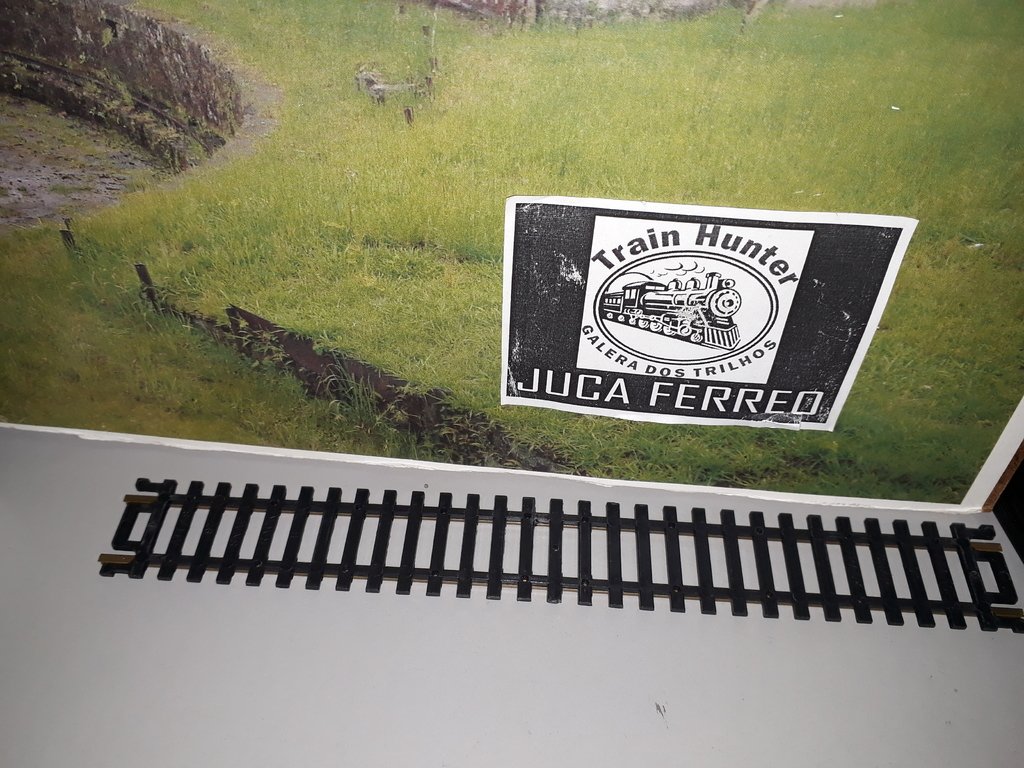 Train Hunter
GALERA DOS TRILHOS
JUCA FERREO